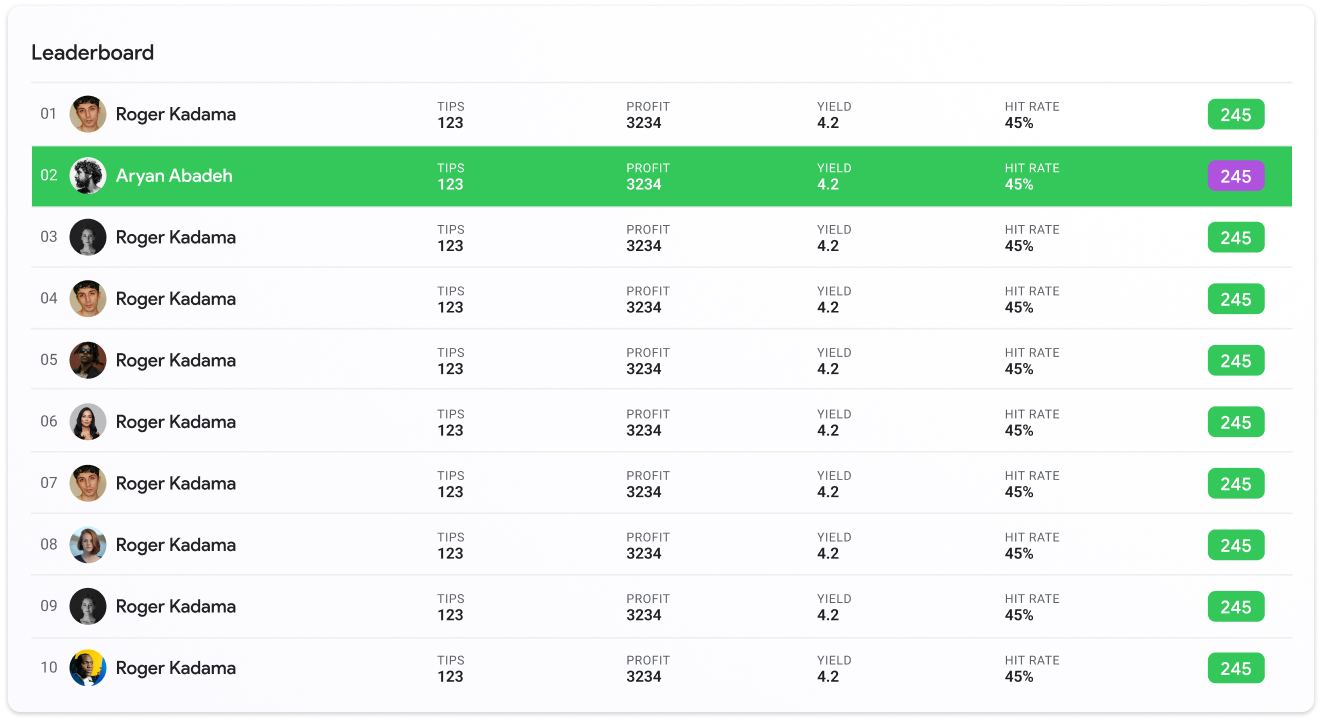 Leaderboard
01 Roger Kadama TIPS 123 PROFIT 3234 YIELD 4.2 HIT RATE 45% 245
02 Aryan Abadeh TIPS 123 PROFIT 3234 YIELD 4.2 HIT RATE 45% 245
03 Roger Kadama TIPS 123 PROFIT 3234 YIELD 4.2 HIT RATE 45% 245
04 Roger Kadama TIPS 123 PROFIT 3234 YIELD 4.2 HIT RATE 45% 245
05 Roger Kadama TIPS 123 PROFIT 3234 YIELD 4.2 HIT RATE 45% 245
06 Roger Kadama TIPS 123 PROFIT 3234 YIELD 4.2 HIT RATE 45% 245
07 Roger Kadama TIPS 123 PROFIT 3234 YIELD 4.2 HIT RATE 45% 245
08 Roger Kadama TIPS 123 PROFIT 3234 YIELD 4.2 HIT RATE 45% 245
09 Roger Kadama TIPS 123 PROFIT 3234 YIELD 4.2 HIT RATE 45% 245
10 Roger Kadama TIPS 123 PROFIT 3234 YIELD 4.2 HIT RATE 45% 245